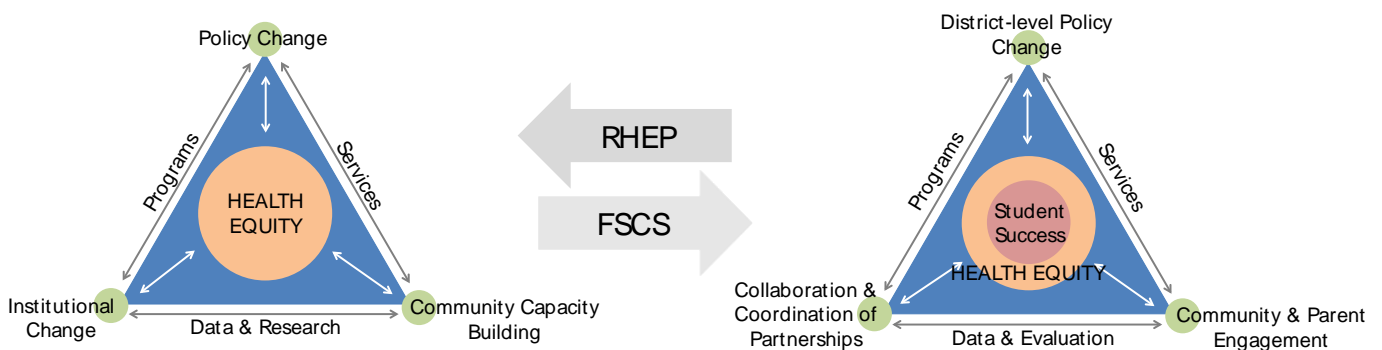 Policy Change
Programs
Services
HEALTH
EQUITY
Institutional
Change
Data & Research
Community Capacity
Building
RHEP
FSCS
District-level Policy
Change
Programs
Services
Student
Success
HEALTH EQUITY
Collaboration &
Coordination of
Partnerships
Data & Evaluation
Community & Parent
Engagement